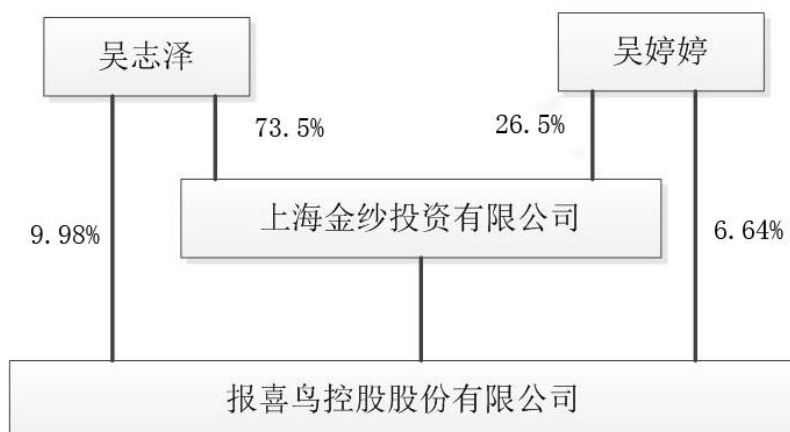 吴志泽
吴婷婷
73.5%
26.5%
上海金纱投资有限公司
9.98%
6.64%
报喜鸟控股股份有限公司